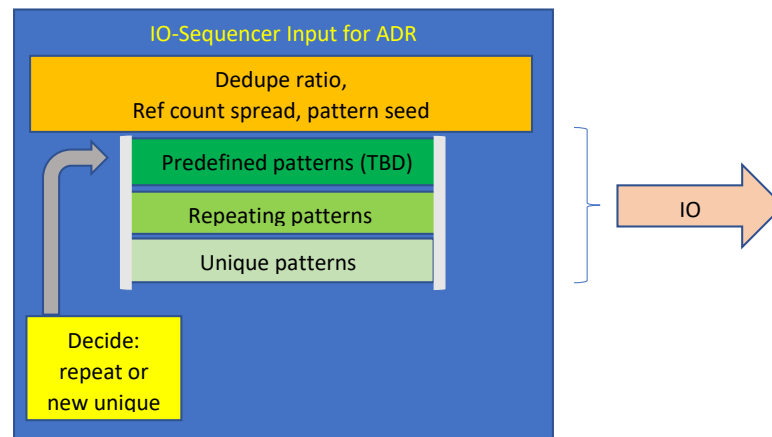 IO-Sequencer Input for ADR
Dedupe ratio,
Ref count spread, pattern seed
Predefined patterns (TBD)
Repeating patterns
Unique patterns
IO
Decide:
repeat or
new unique